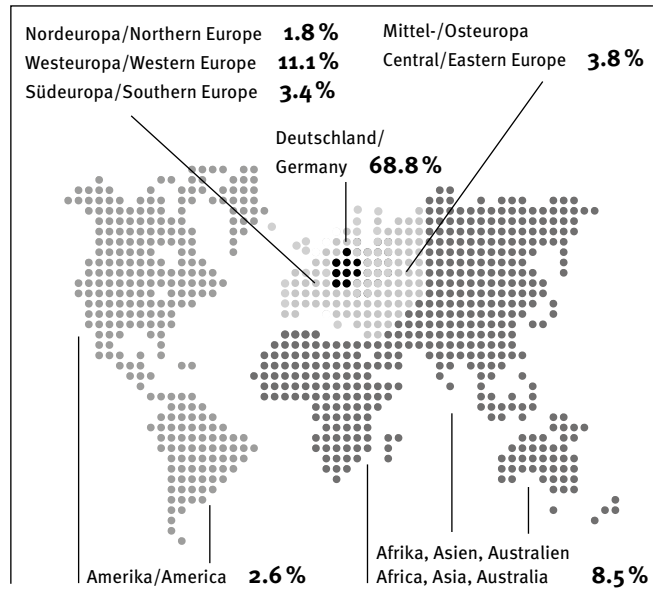 Nordeuropa/Northern Europe 1.8 %
Westeuropa/Western Europe 11.1 %
Südeuropa/Southern Europe 3.4 %
Mittel-/Osteuropa
Central/Eastern Europe 3.8 %
Deutschland/
Germany 68.8 %
Amerika/America 2.6 %
Afrika, Asien, Australien
Africa, Asia, Australia 8.5 %